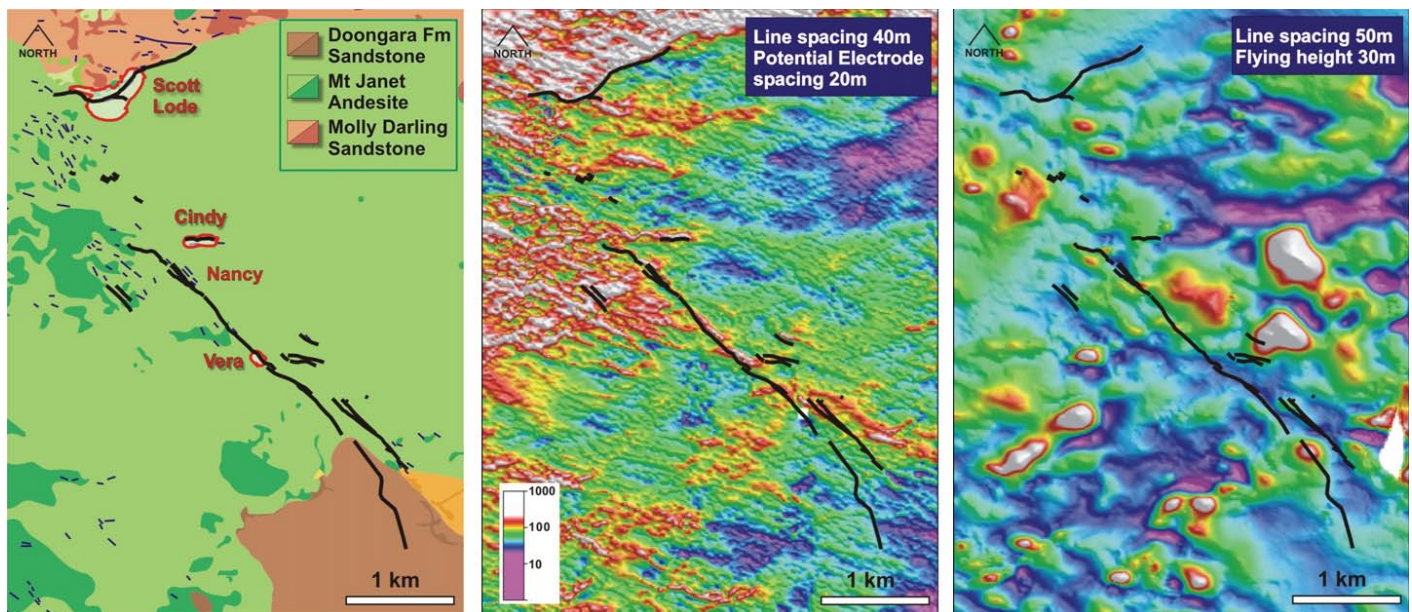 NORTH
Doongara Fm
Sandstone
Mt Janet
Andesite
Molly Darling
Sandstone
Scott
Lode
Cindy
Nancy
Vera
1 km
NORTH
Line spacing 40m
Potential Electrode
spacing 20m
1000
100
10
1 km
NORTH
Line spacing 50m
Flying height 30m
1 km